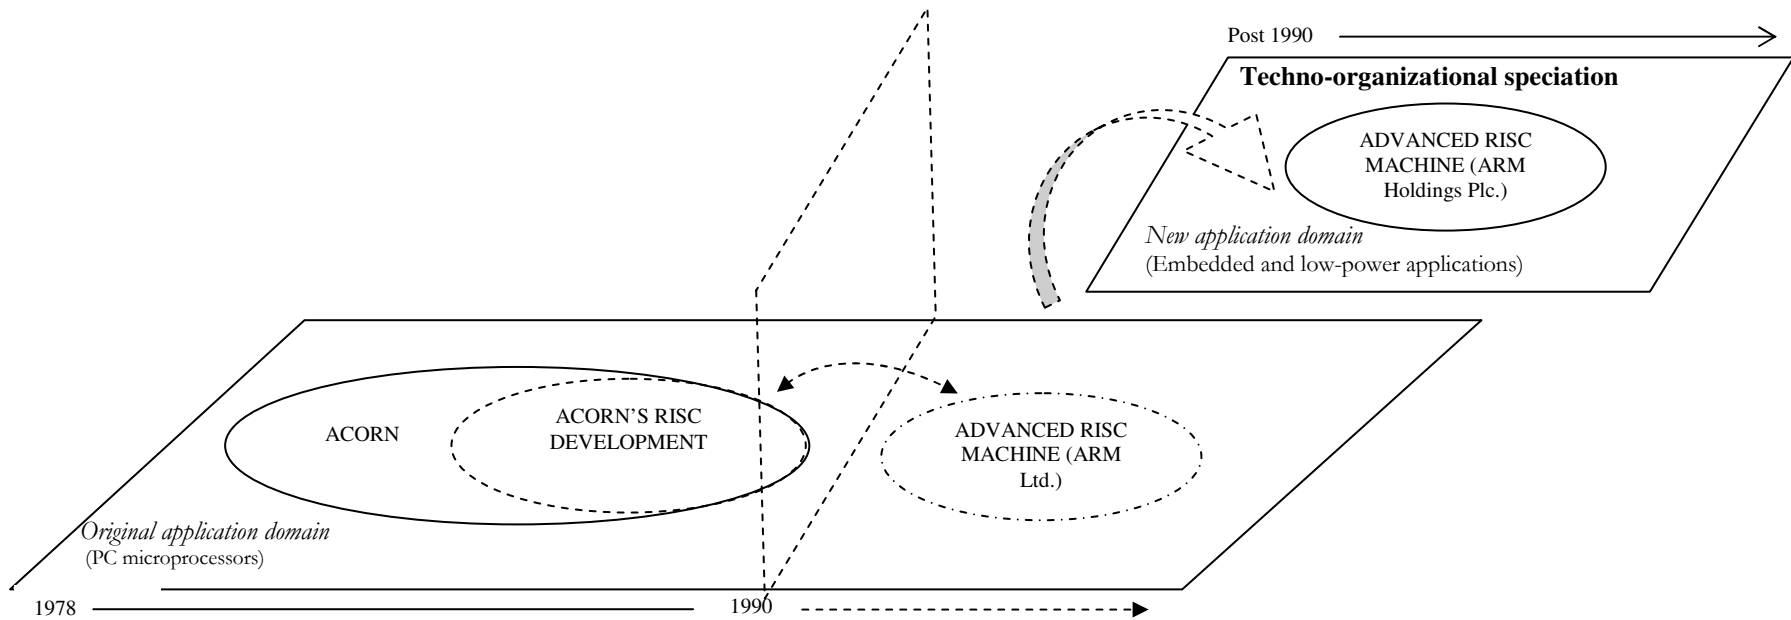 Post 1990
Techno-organizational speciation
ADVANCED RISC
MACHINE (ARM
Holdings Plc.)
New application domain
(Embedded and low-power applications)
ACORN
ACORN’S RISC
DEVELOPMENT
ADVANCED RISC
MACHINE (ARM
Ltd.)
Original application domain
(PC microprocessors)
1978
1990